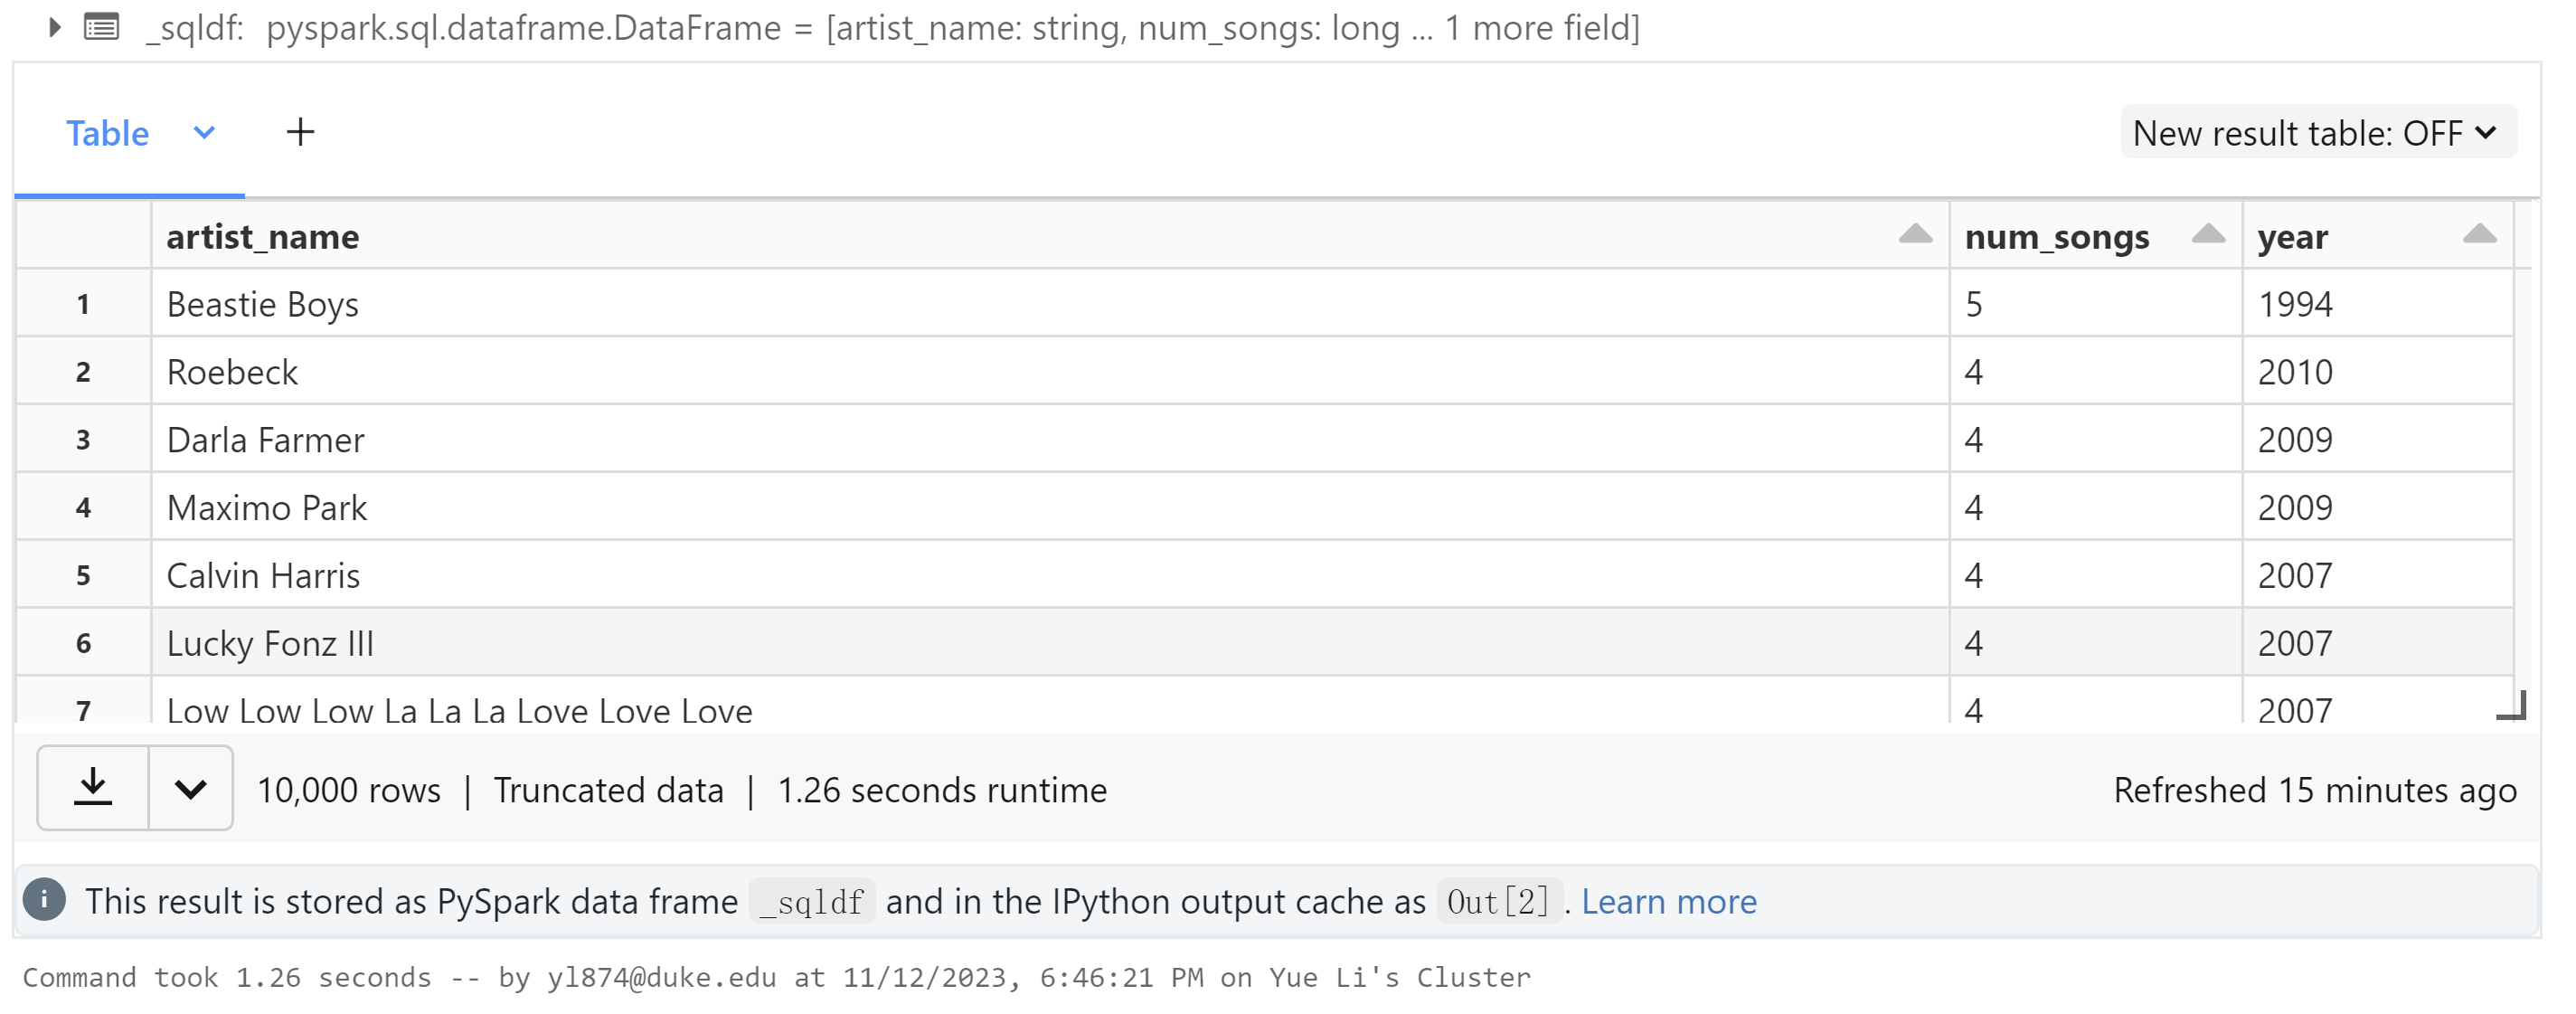 _sqldf: pyspark.sql.dataframe.DataFrame = [artist_name: string, num_songs: long ... 1 more field]
Table + New result table: OFF
artist_name num_songs year
1 Beastie Boys 5 1994
2 Roebeck 4 2010
3 Darla Farmer 4 2009
4 Maximo Park 4 2009
5 Calvin Harris 4 2007
6 Lucky Fonz III 4 2007
7 Low Low Low La La La Love Love Love 4 2007
10,000 rows | Truncated data | 1.26 seconds runtime Refreshed 15 minutes ago
This result is stored as PySpark data frame _sqldf and in the IPython output cache as Out[2]. Learn more
Command took 1.26 seconds -- by yl874@duke.edu at 11/12/2023, 6:46:21 PM on Yue Li's Cluster